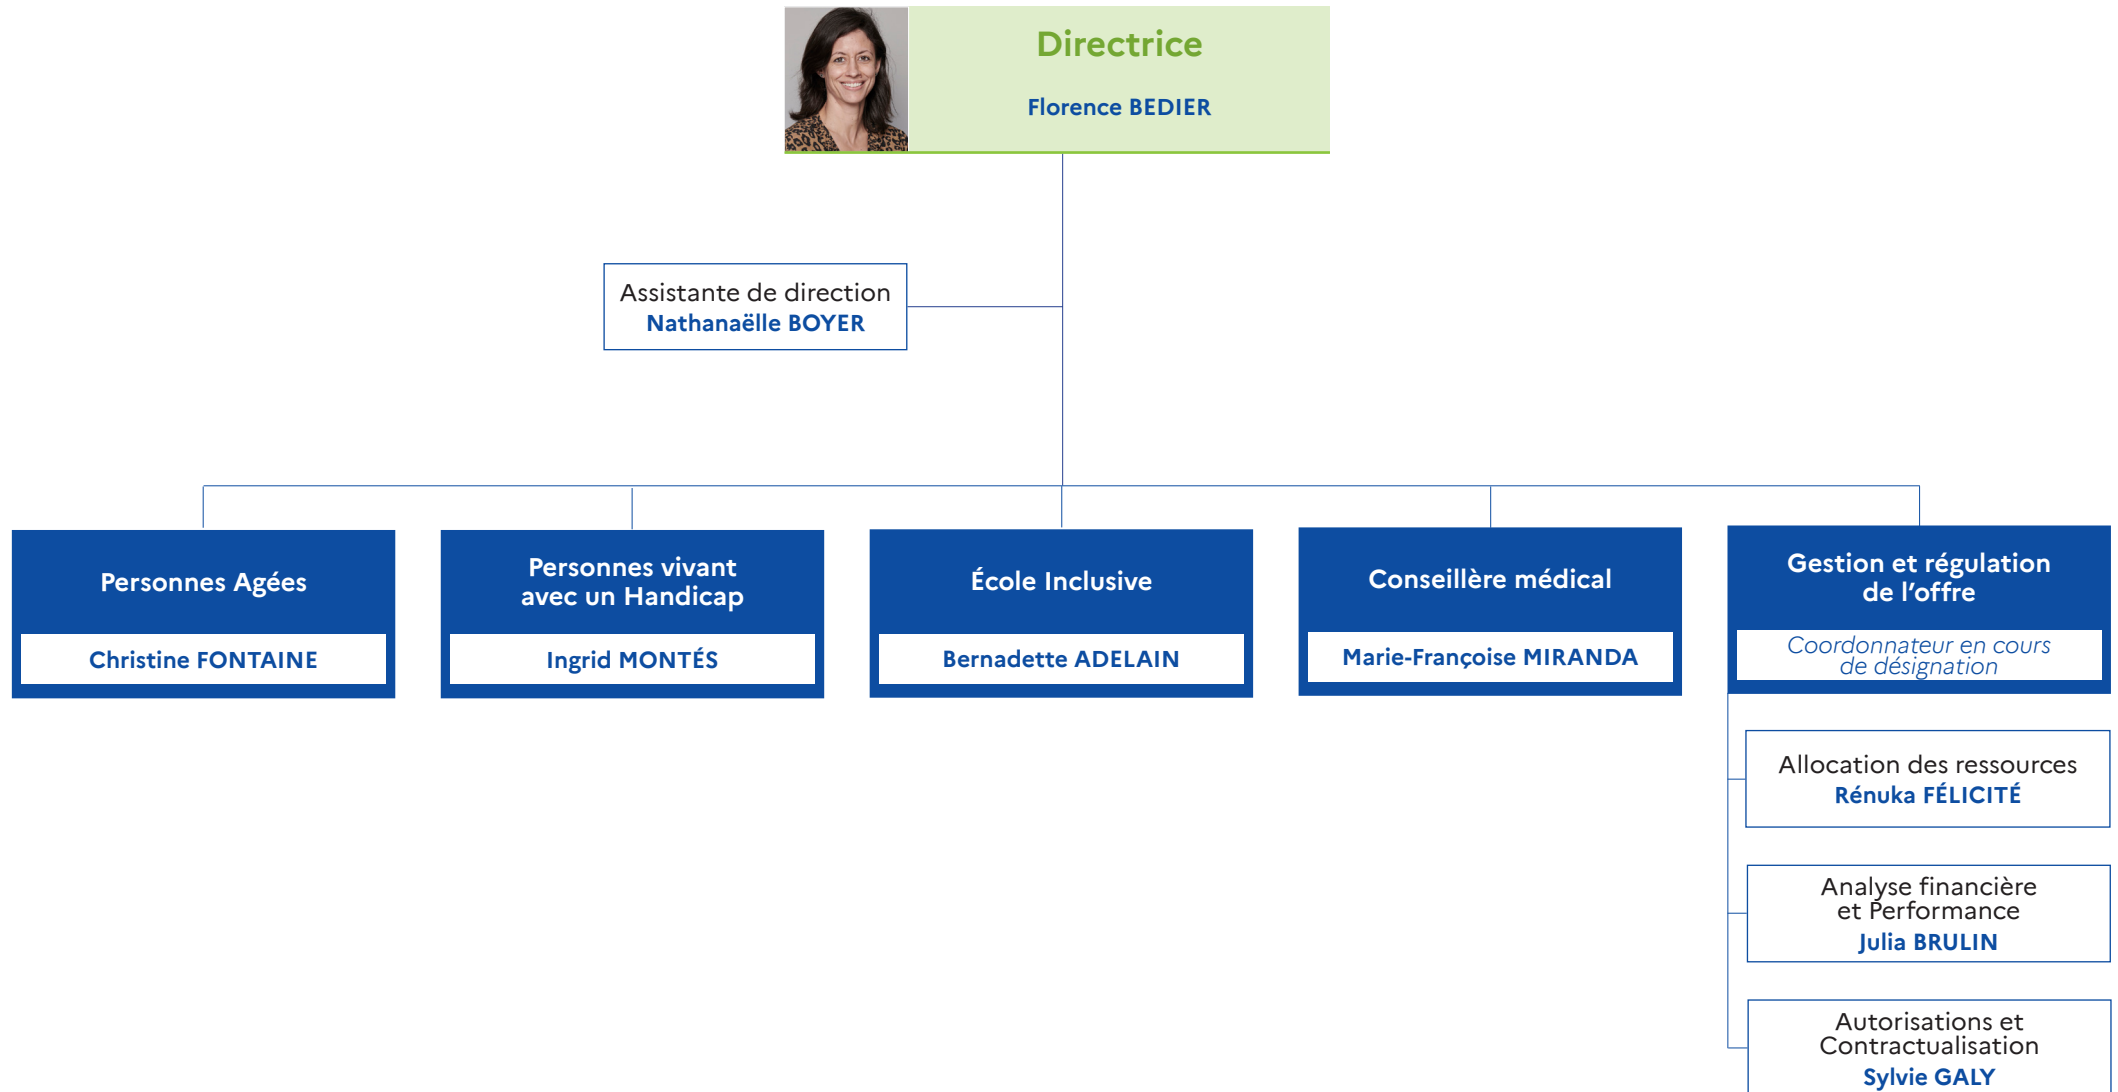 Directrice
Florence BEDIER
Assistante de direction
Nathanaëlle BOYER
Personnes Agées
Christine FONTAINE
Personnes vivant
avec un Handicap
Ingrid MONTÉS
École Inclusive
Bernadette ADELAIN
Conseillère médical
Marie-Françoise MIRANDA
Gestion et régulation
de l’offre
Coordonnateur en cours
de désignation
Allocation des ressources
Rénuka FÉLICITÉ
Analyse financière
et Performance
Julia BRULIN
Autorisations et
Contractualisation
Sylvie GALY